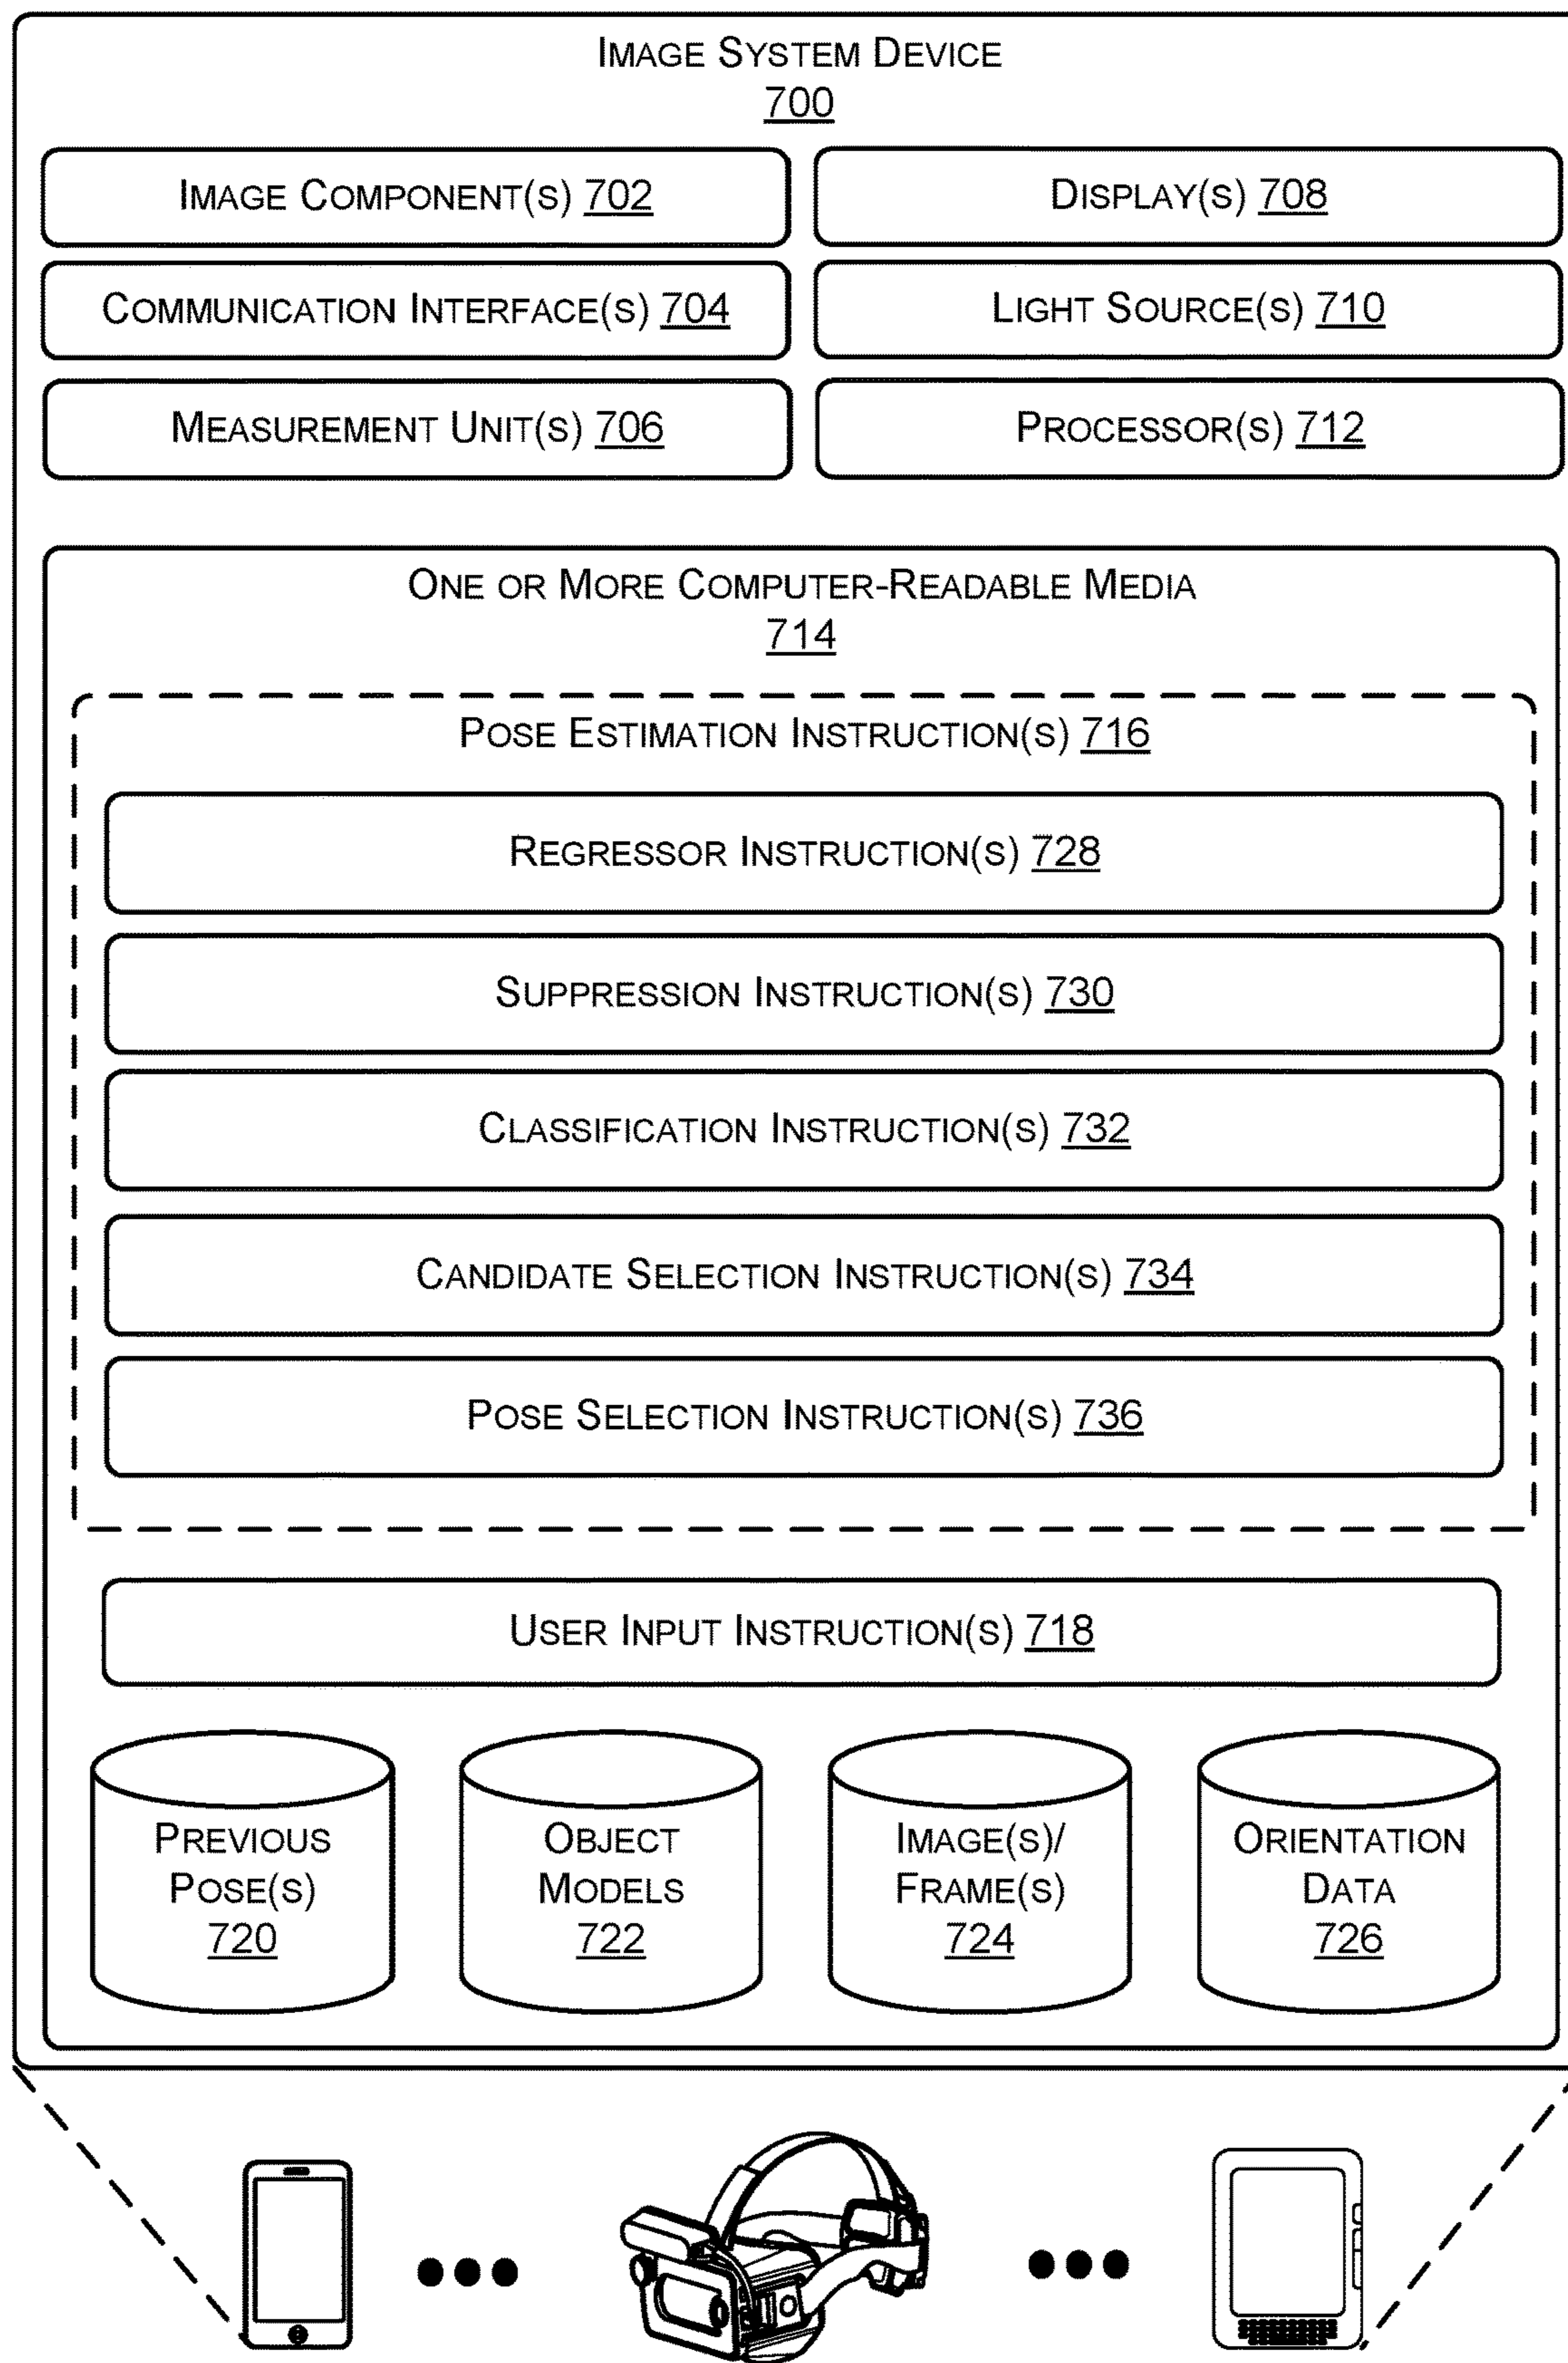 IMAGE SYSTEM DEVICE
700
IMAGE COMPONENT(S) 702
DISPLAY(S) 708
COMMUNICATION INTERFACE(S) 704
LIGHT SOURCE(S) 710
MEASUREMENT UNIT(S) 706
PROCESSOR(S) 712
ONE OR MORE COMPUTER-READABLE MEDIA
714
POSE ESTIMATION INSTRUCTION(S) 716
REGRESSOR INSTRUCTION(S) 728
SUPPRESSION INSTRUCTION(S) 730
CLASSIFICATION INSTRUCTION(S) 732
CANDIDATE SELECTION INSTRUCTION(S) 734
POSE SELECTION INSTRUCTION(S) 736
USER INPUT INSTRUCTION(S) 718
PREVIOUS
POSE(S)
720
OBJECT
MODELS
722
IMAGE(S)/
FRAME(S)
724
ORIENTATION
DATA
726